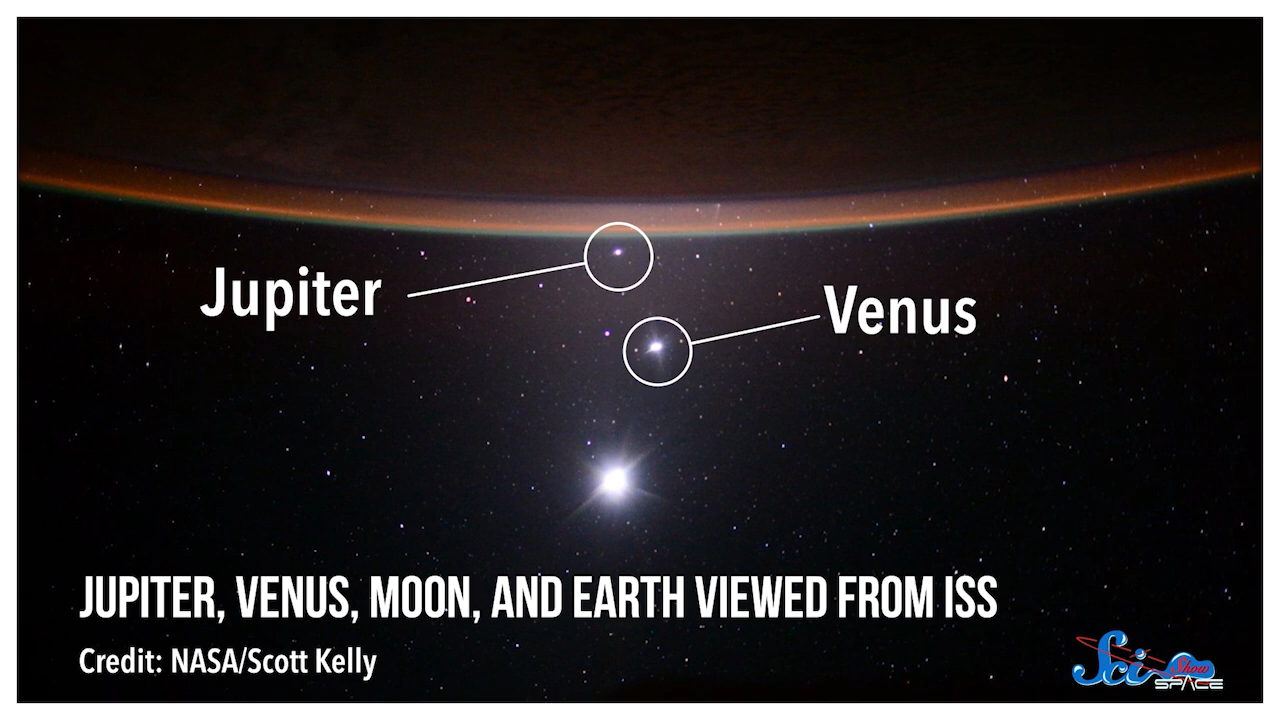 Jupiter
Venus
JUPITER, VENUS, MOON, AND EARTH VIEWED FROM ISS
Credit: NASA/Scott Kelly
Sci Show
SPACE